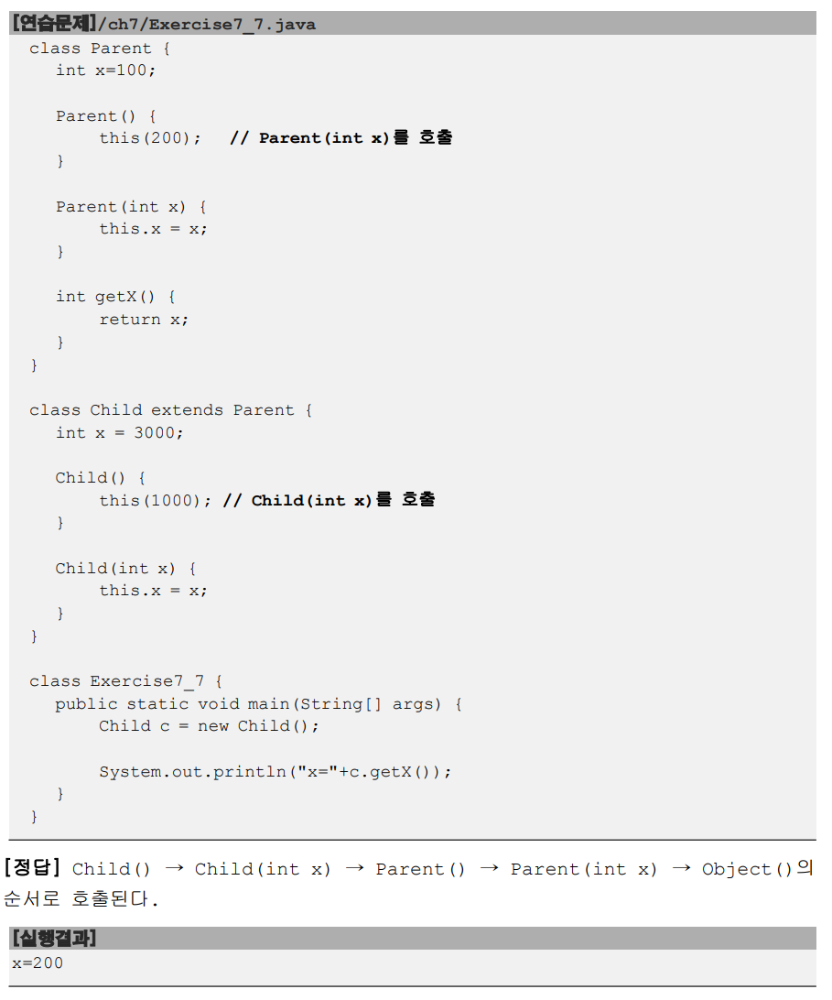 [연습문제]/ch7/Exercise7_7.java
class Parent {
int x=100;
Parent() {
this(200); // Parent(int x)를 호출
}
Parent(int x) {
this.x = x;
}
int getX() {
return x;
}
}
class Child extends Parent {
int x = 3000;
Child() {
this(1000); // Child(int x)를 호출
}
Child(int x) {
this.x = x;
}
}
class Exercise7_7 {
public static void main(String[] args) {
Child c = new Child();
System.out.println("x="+c.getX());
}
}
[정답] Child() → Child(int x) → Parent() → Parent(int x) → Object()의
순서로 호출된다.
[실행결과]
x=200